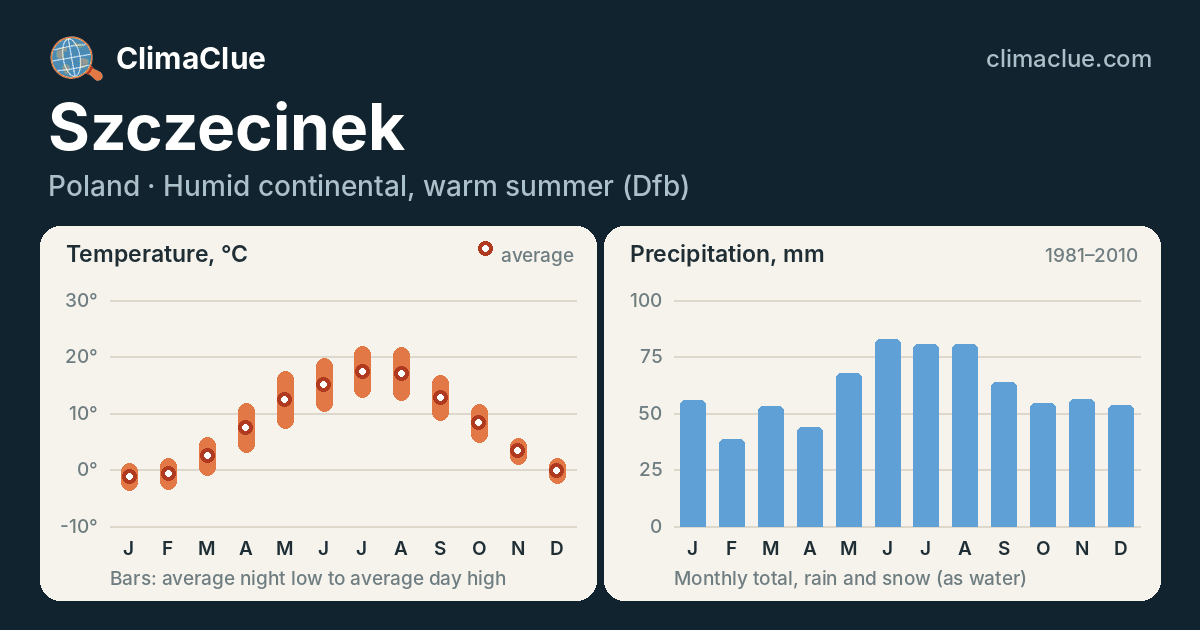 ClimaClue
climaclue.com
Szczecinek
Poland · Humid continental, warm summer (Dfb)
Temperature, °C
average
30°
20°
10°
0°
-10°
J F M A M J J A S O N D
Bars: average night low to average day high
Precipitation, mm
1981–2010
100
75
50
25
0
J F M A M J J A S O N D
Monthly total, rain and snow (as water)